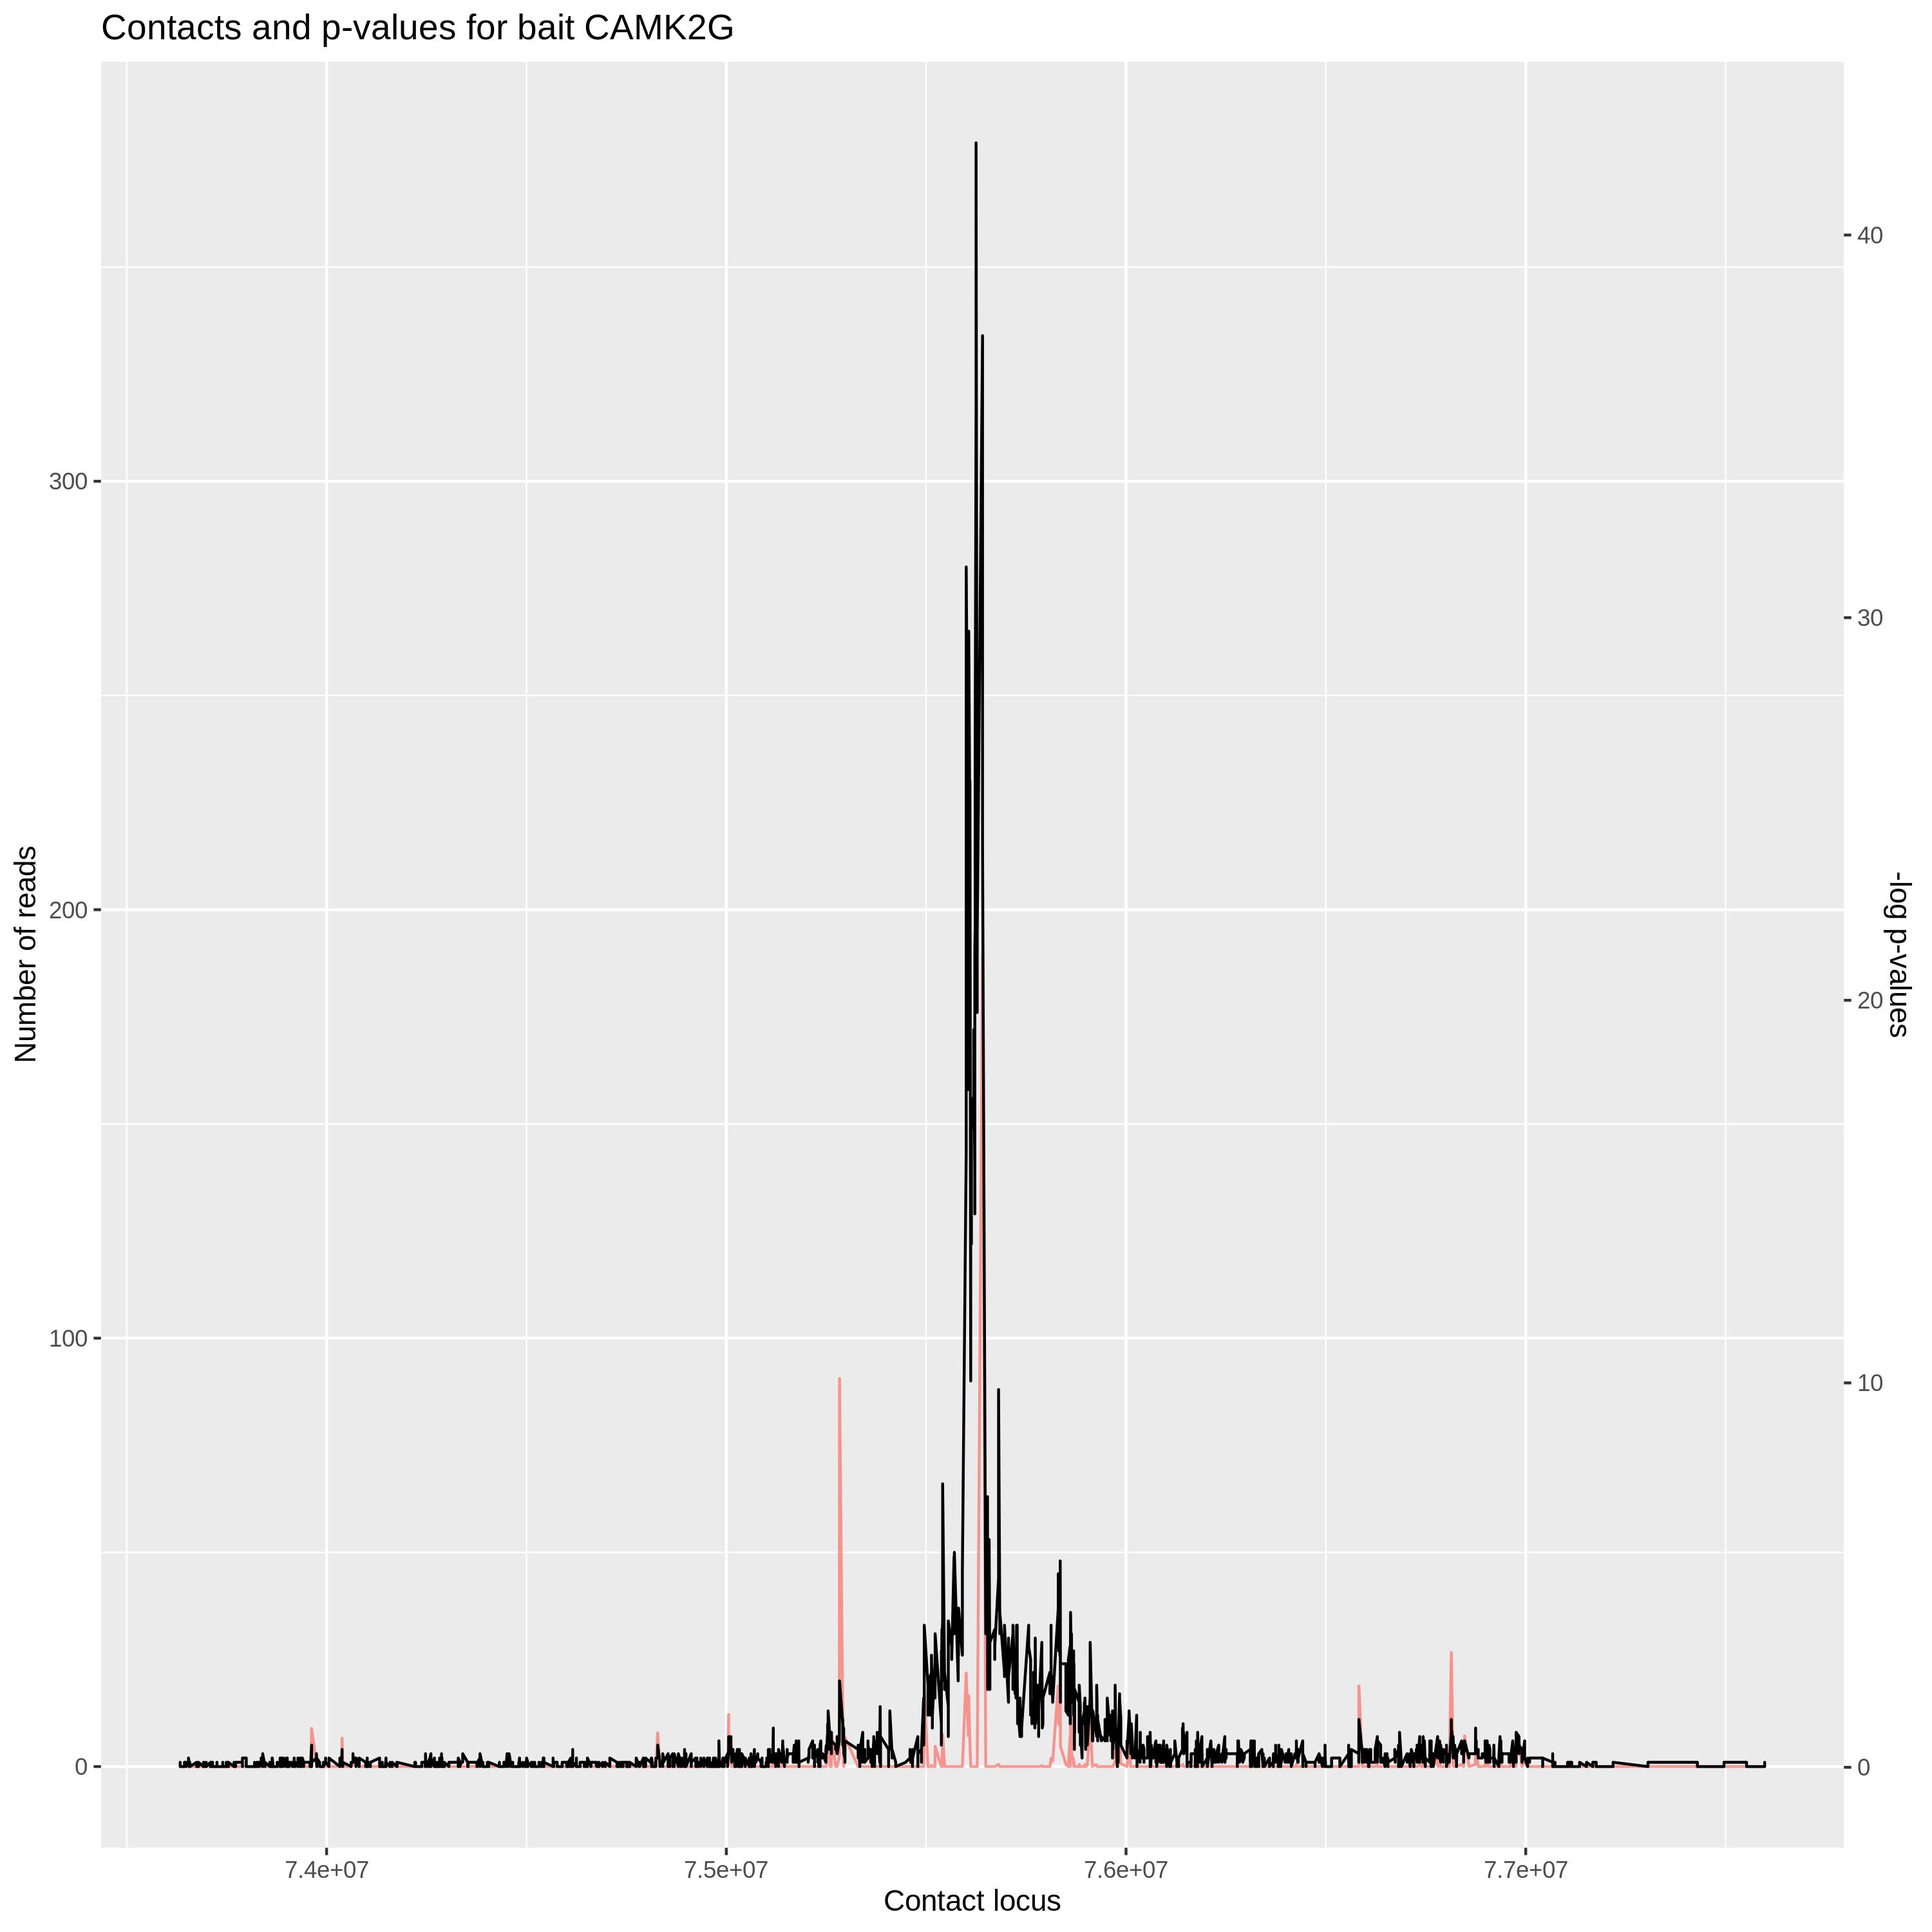 Contacts and p-values for bait CAMK2G
Number of reads
300
200
100
0
40
30
20
10
0
-log p-values
7.4e+07 7.5e+07 7.6e+07 7.7e+07
Contact locus